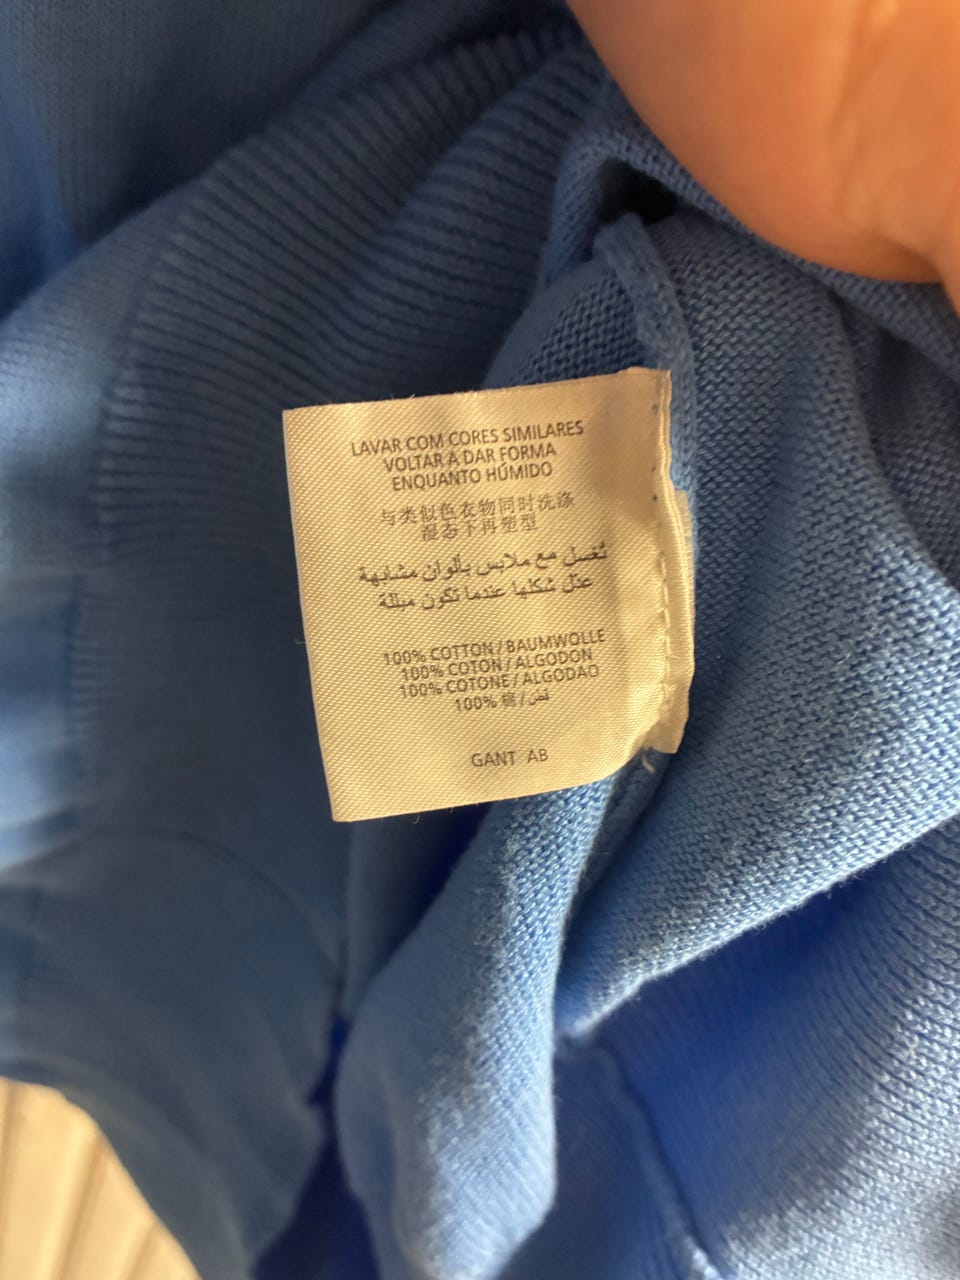 LAVAR COM CORES SIMILARES
VOLTAR A DAR FORMA
ENQUANTO HÚMIDO
与类似色衣物同时洗涤
湿态下再塑型
تُغسل مع ملابس بألوان مشابهة
عدّل شكلها عندما تكون مبللة
100% COTTON / BAUMWOLLE
100% COTON / ALGODON
100% COTONE / ALGODAO
100% 棉 / قطن
GANT AB